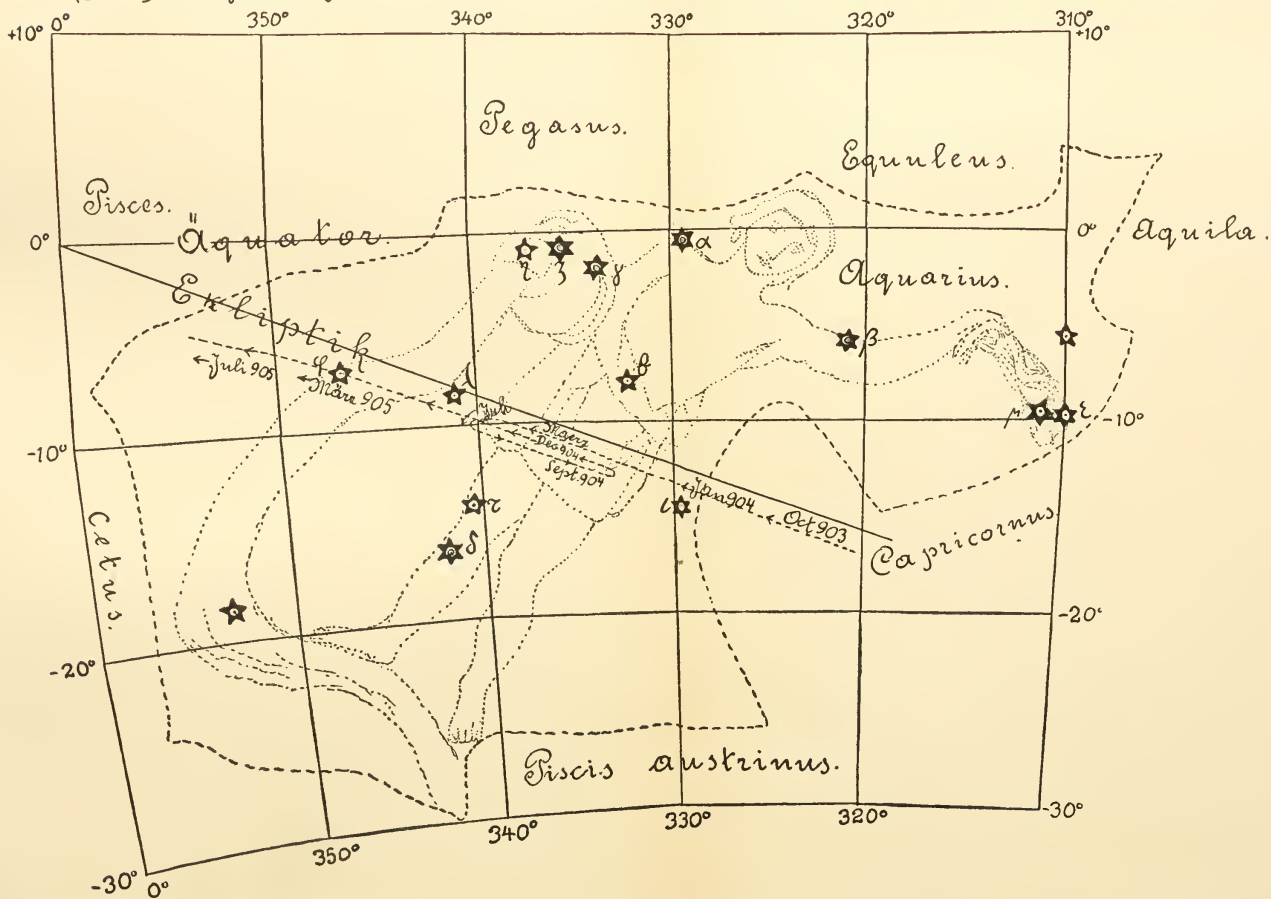 0° 350° 340° 330° 320° 310°
+10° +10°
Pegasus.
Equuleus.
Pisces.
Äquator.
0° 0°
Aquila.
α
η ζ γ
Aquarius.
Ekliptik
β
Juli 905
φ
λ
θ
März 905
Juli
μ ε
-10° -10°
Dec 904
Sept. 904
τ
ι
Jan 904
Oct 903
Cetus.
δ
Capricornus
-20° -20°
Piscis austrinus.
-30° -30°
0° 350° 340° 330° 320°